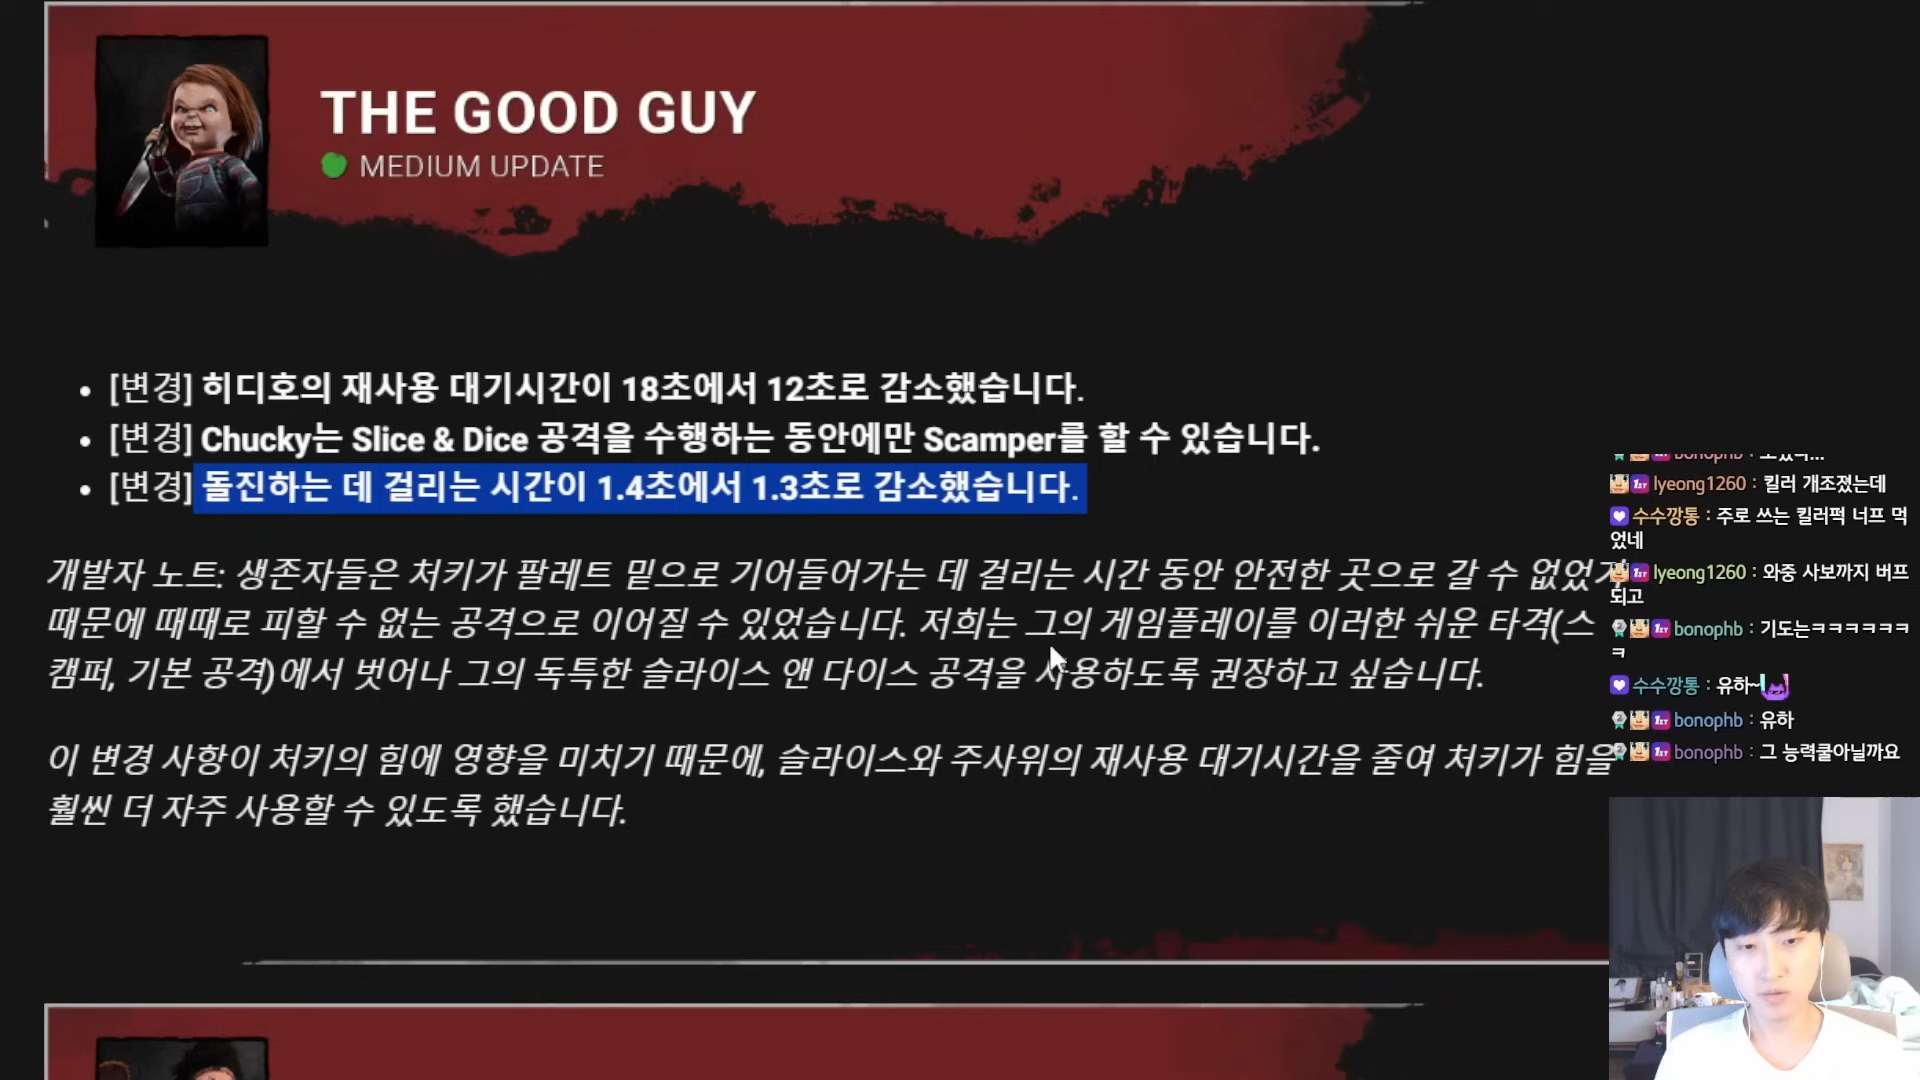 THE GOOD GUY
MEDIUM UPDATE
• [변경] 히디호의 재사용 대기시간이 18초에서 12초로 감소했습니다.
• [변경] Chucky는 Slice & Dice 공격을 수행하는 동안에만 Scamper를 할 수 있습니다.
• [변경] 돌진하는 데 걸리는 시간이 1.4초에서 1.3초로 감소했습니다.
개발자 노트: 생존자들은 처키가 팔레트 밑으로 기어들어가는 데 걸리는 시간 동안 안전한 곳으로 갈 수 없었기
때문에 때때로 피할 수 없는 공격으로 이어질 수 있었습니다. 저희는 그의 게임플레이를 이러한 쉬운 타격(스
캠퍼, 기본 공격)에서 벗어나 그의 독특한 슬라이스 앤 다이스 공격을 사용하도록 권장하고 싶습니다.
이 변경 사항이 처키의 힘에 영향을 미치기 때문에, 슬라이스와 주사위의 재사용 대기시간을 줄여 처키가 힘을
훨씬 더 자주 사용할 수 있도록 했습니다.
bonophb :
lyeong1260 : 킬러 개조졌는데
수수깡통 : 주로 쓰는 킬러퍽 너프 먹
었네
lyeong1260 : 와중 사보까지 버프
되고
bonophb : 기도는ㅋㅋㅋㅋㅋㅋ
ㅋ
수수깡통 : 유하~
bonophb : 유하
bonophb : 그 능력쿨아닐까요